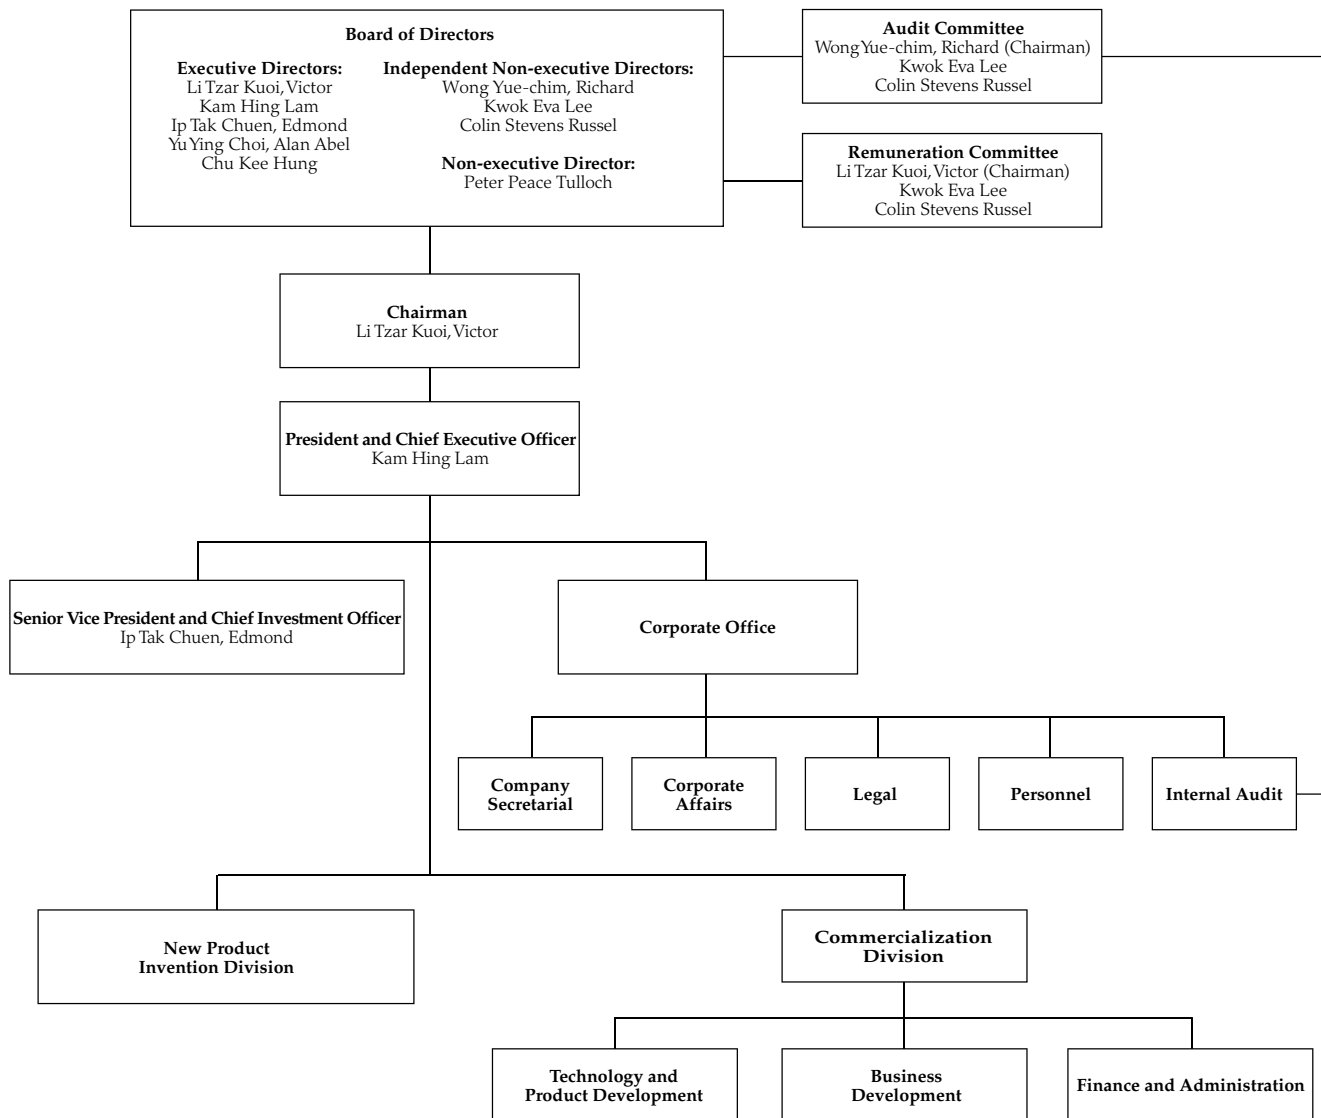 Board of Directors
Executive Directors:
Li Tzar Kuoi, Victor
Kam Hing Lam
Ip Tak Chuen, Edmond
Yu Ying Choi, Alan Abel
Chu Kee Hung
Independent Non-executive Directors:
Wong Yue-chim, Richard
Kwok Eva Lee
Colin Stevens Russel
Non-executive Director:
Peter Peace Tulloch
Audit Committee
Wong Yue-chim, Richard (Chairman)
Kwok Eva Lee
Colin Stevens Russel
Remuneration Committee
Li Tzar Kuoi, Victor (Chairman)
Kwok Eva Lee
Colin Stevens Russel
Chairman
Li Tzar Kuoi, Victor
President and Chief Executive Officer
Kam Hing Lam
Senior Vice President and Chief Investment Officer
Ip Tak Chuen, Edmond
Corporate Office
Company
Secretarial
Corporate
Affairs
Legal
Personnel
Internal Audit
New Product
Invention Division
Commercialization
Division
Technology and
Product Development
Business
Development
Finance and Administration